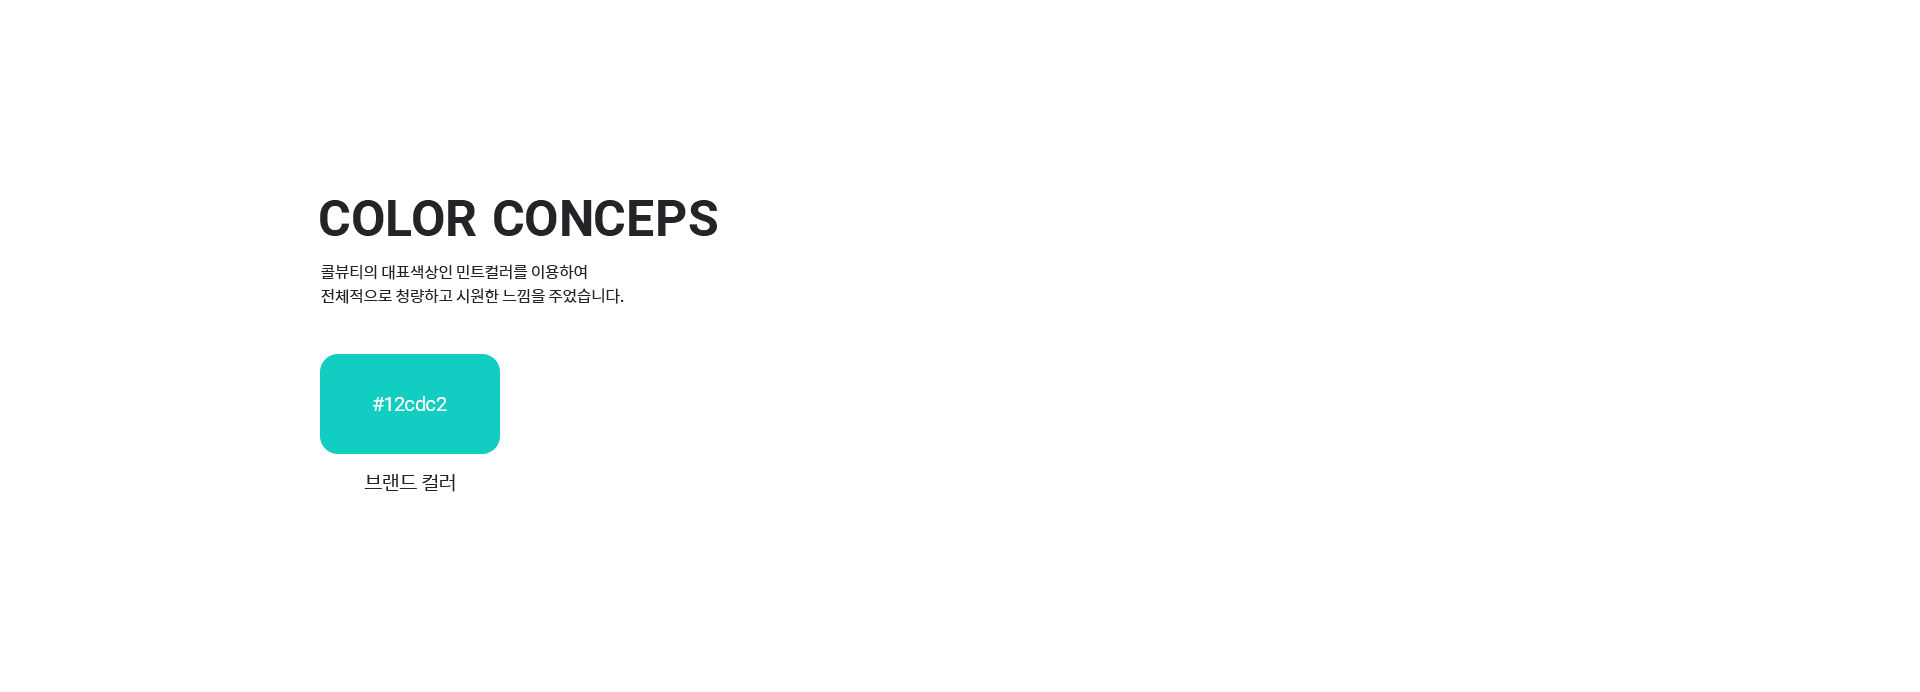 COLOR CONCEPS
콜뷰티의 대표색상인 민트컬러를 이용하여
전체적으로 청량하고 시원한 느낌을 주었습니다.
#12cdc2
브랜드 컬러